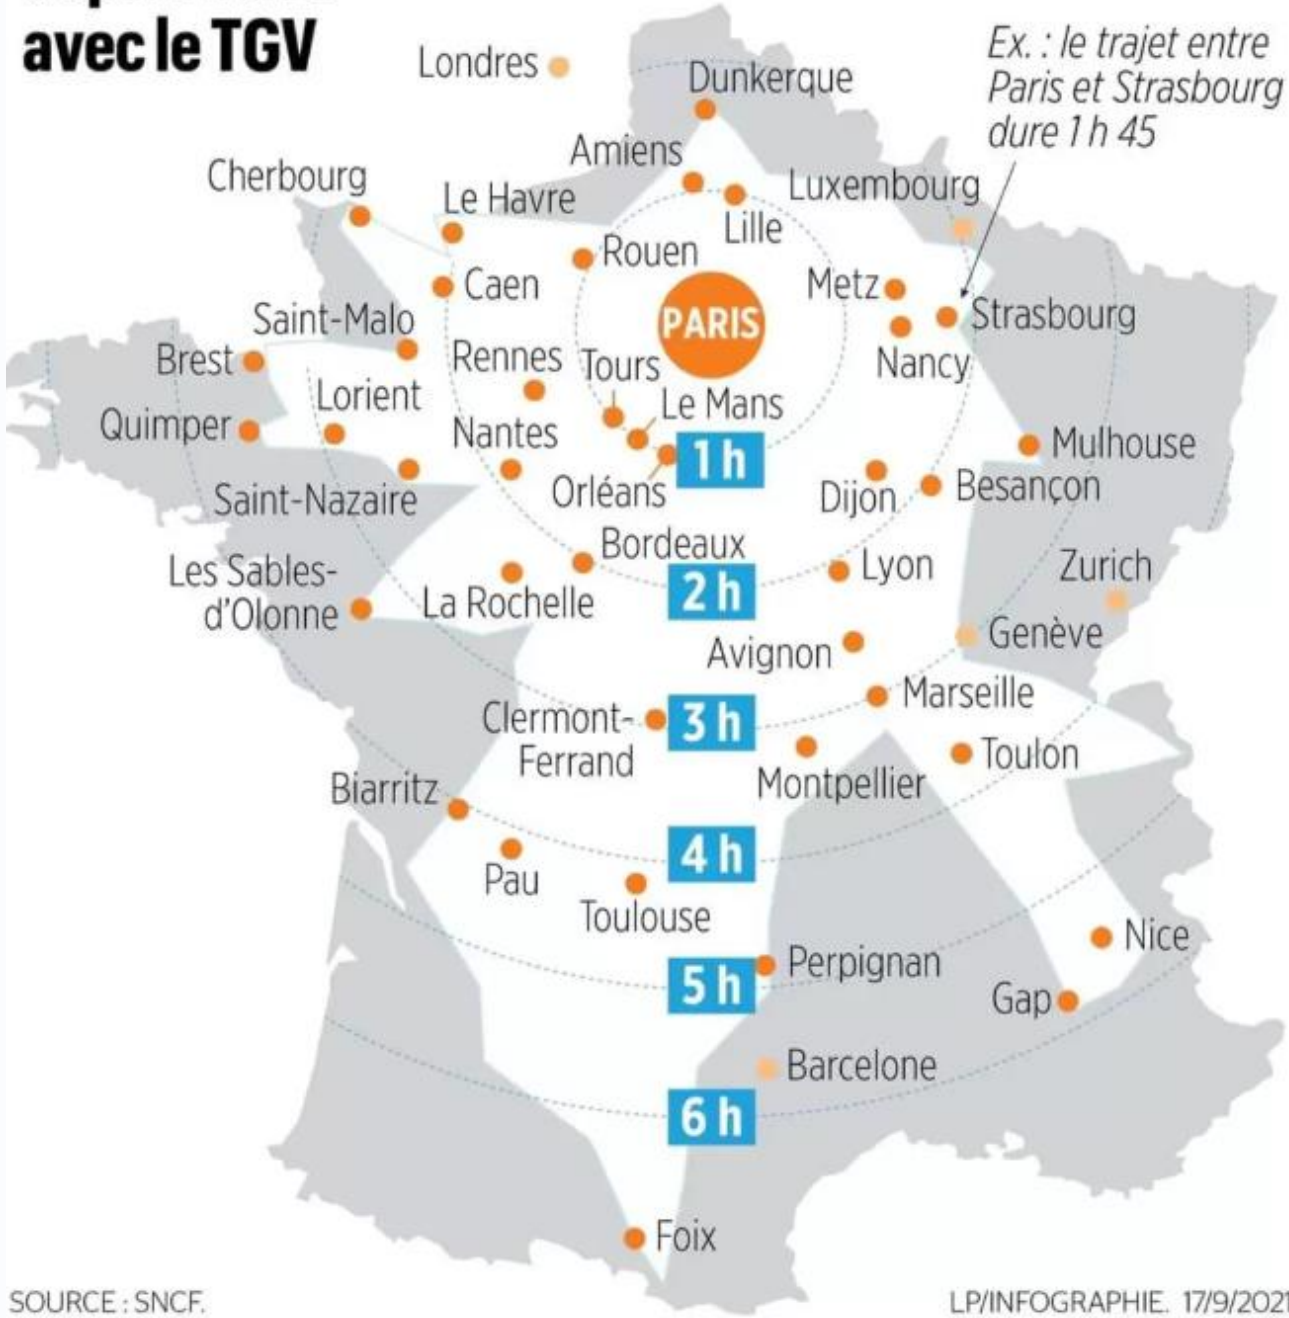 avec le TGV
Ex. : le trajet entre
Paris et Strasbourg
dure 1 h 45
Londres
Dunkerque
Amiens
Cherbourg
Le Havre
Luxembourg
Lille
Rouen
Metz
Caen
PARIS
Strasbourg
Saint-Malo
Brest
Rennes
Tours
Nancy
Lorient
Le Mans
Quimper
Nantes
1 h
Mulhouse
Saint-Nazaire
Orléans
Dijon
Besançon
Bordeaux
Les Sables-
d'Olonne
La Rochelle
2 h
Lyon
Zurich
Avignon
Genève
Clermont-
Ferrand
3 h
Marseille
Montpellier
Toulon
Biarritz
4 h
Pau
Toulouse
5 h
Perpignan
Nice
Gap
Barcelone
6 h
Foix
SOURCE : SNCF.
LP/INFOGRAPHIE. 17/9/2021